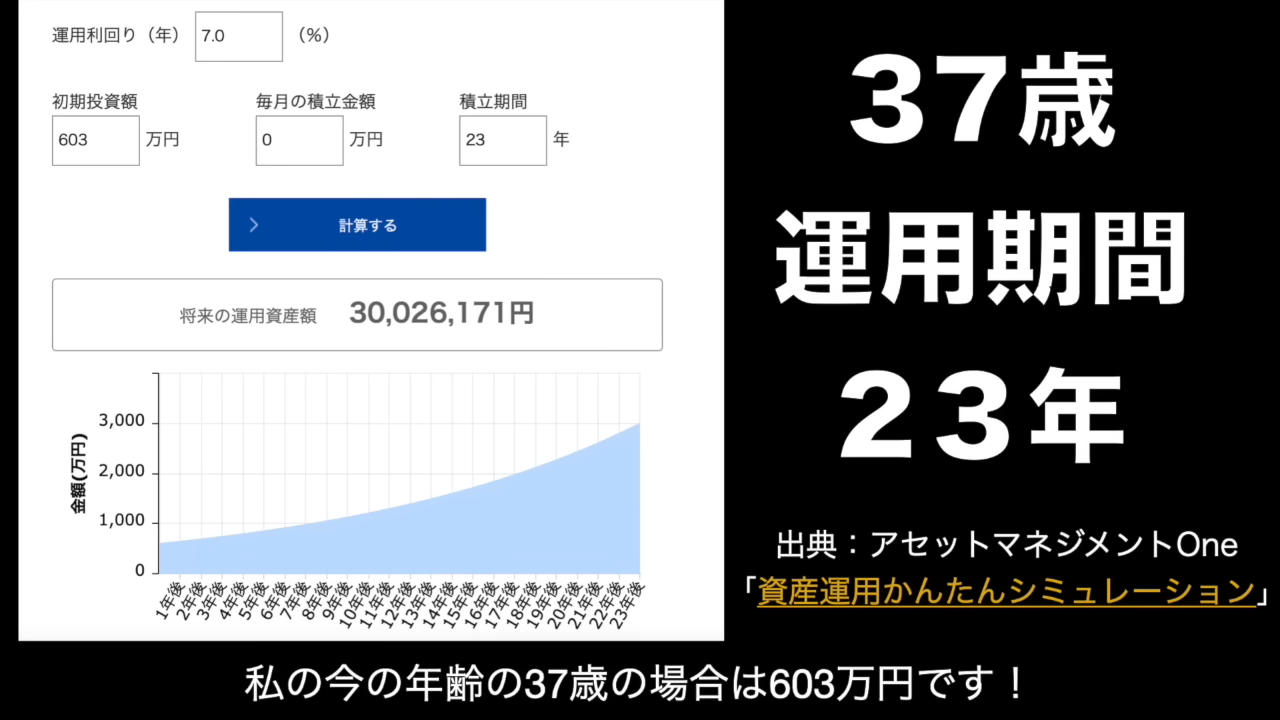 運用利回り（年） 7.0 （%）
初期投資額 毎月の積立金額 積立期間
603 万円 0 万円 23 年
計算する
将来の運用資産額 30,026,171円
金額(万円)
3,000
2,000
1,000
0
1年後 2年後 3年後 4年後 5年後 6年後 7年後 8年後 9年後 10年後 11年後 12年後 13年後 14年後 15年後 16年後 17年後 18年後 19年後 20年後 21年後 22年後 23年後
37歳
運用期間
２３年
出典：アセットマネジメントOne
「資産運用かんたんシミュレーション」
私の今の年齢の37歳の場合は603万円です！